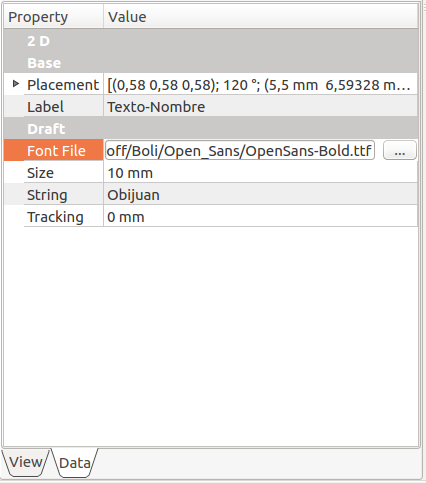 Property Value
2 D
Base
Placement [(0,58 0,58 0,58); 120 °; (5,5 mm 6,59328 m...
Label Texto-Nombre
Draft
Font File off/Boli/Open_Sans/OpenSans-Bold.ttf ...
Size 10 mm
String Obijuan
Tracking 0 mm
View Data